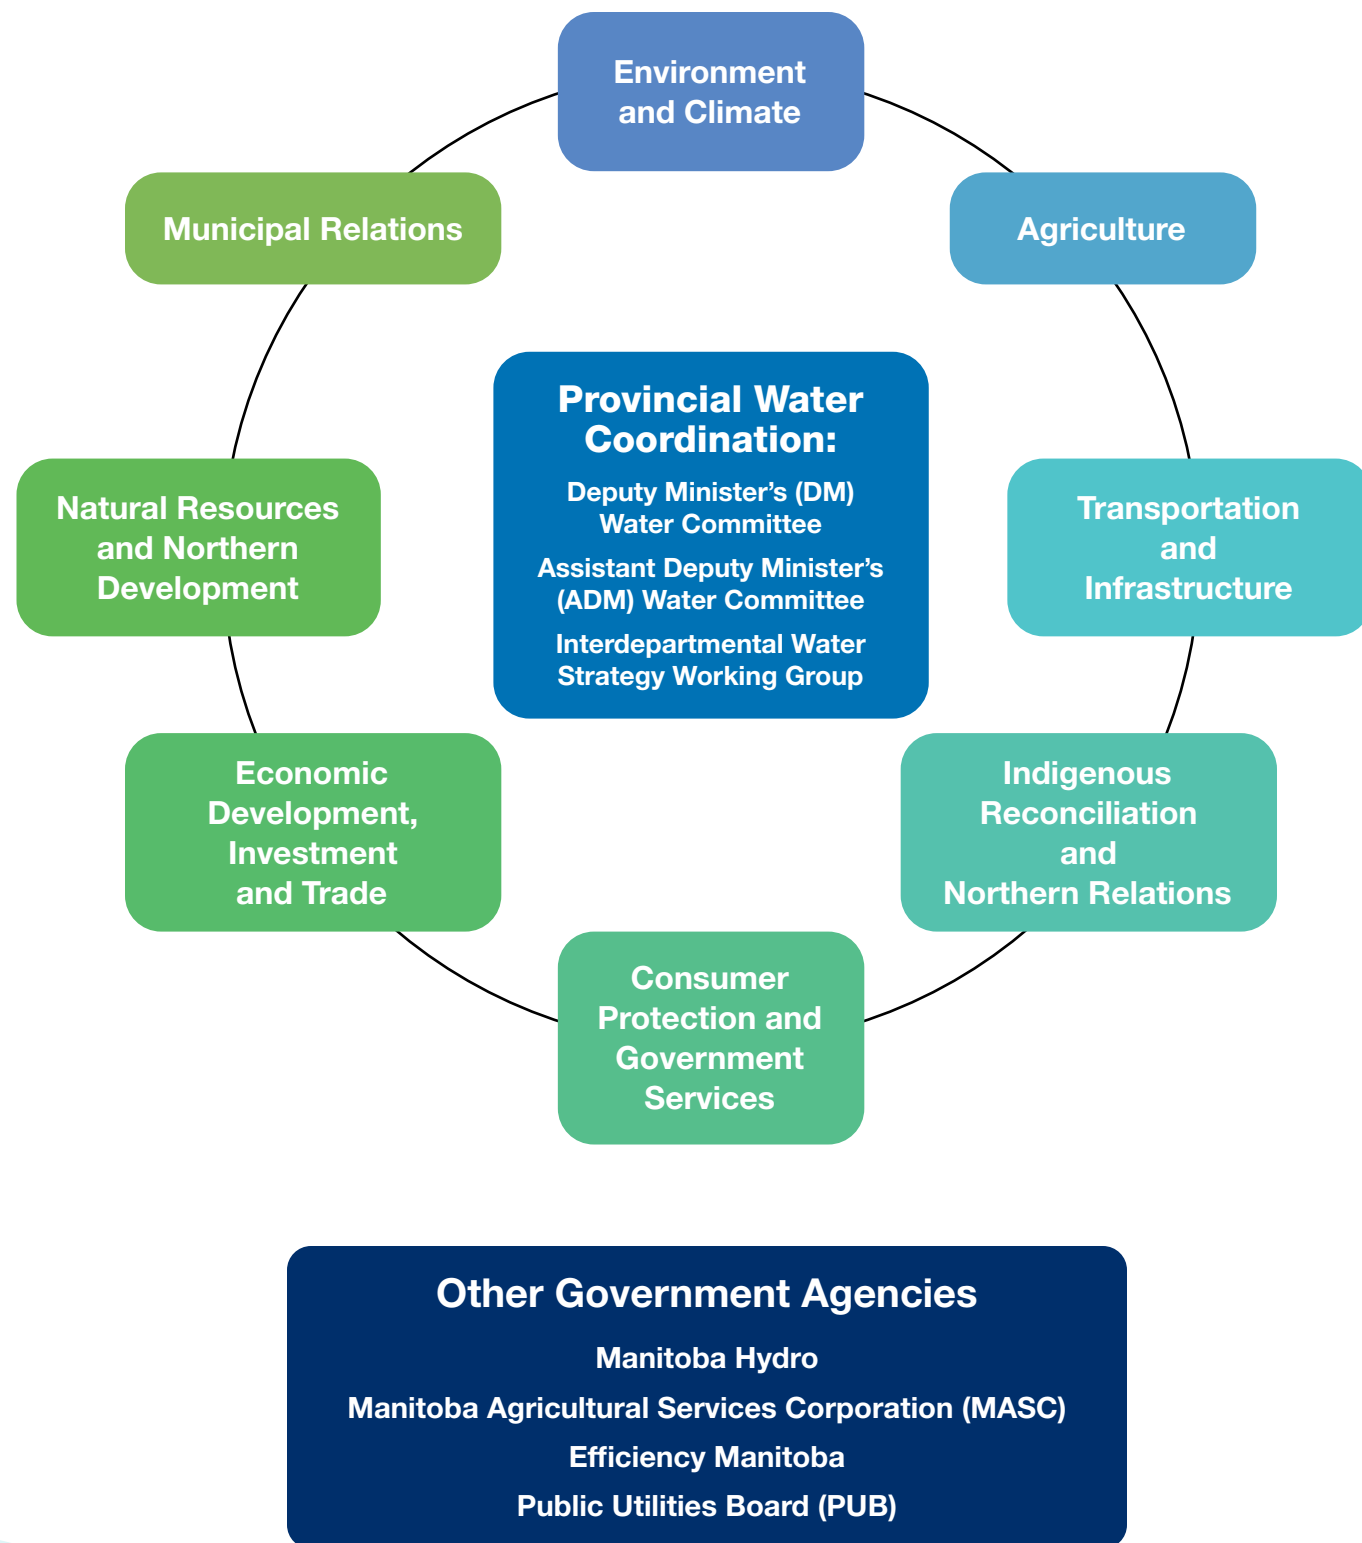 Environment
and Climate
Municipal Relations
Agriculture
Provincial Water
Coordination:
Deputy Minister’s (DM)
Water Committee
Assistant Deputy Minister’s
(ADM) Water Committee
Interdepartmental Water
Strategy Working Group
Natural Resources
and Northern
Development
Transportation
and
Infrastructure
Economic
Development,
Investment
and Trade
Indigenous
Reconciliation
and
Northern Relations
Consumer
Protection and
Government
Services
Other Government Agencies
Manitoba Hydro
Manitoba Agricultural Services Corporation (MASC)
Efficiency Manitoba
Public Utilities Board (PUB)